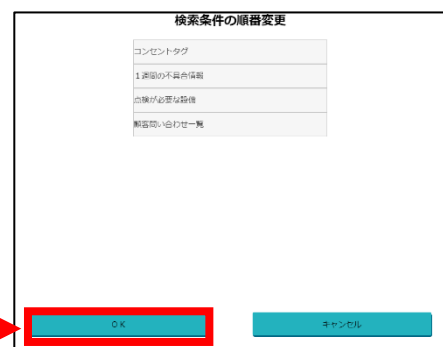 検索条件の順番変更
コンセントタグ
1週間の不具合情報
点検が必要な設備
顧客問い合わせ一覧
OK
キャンセル